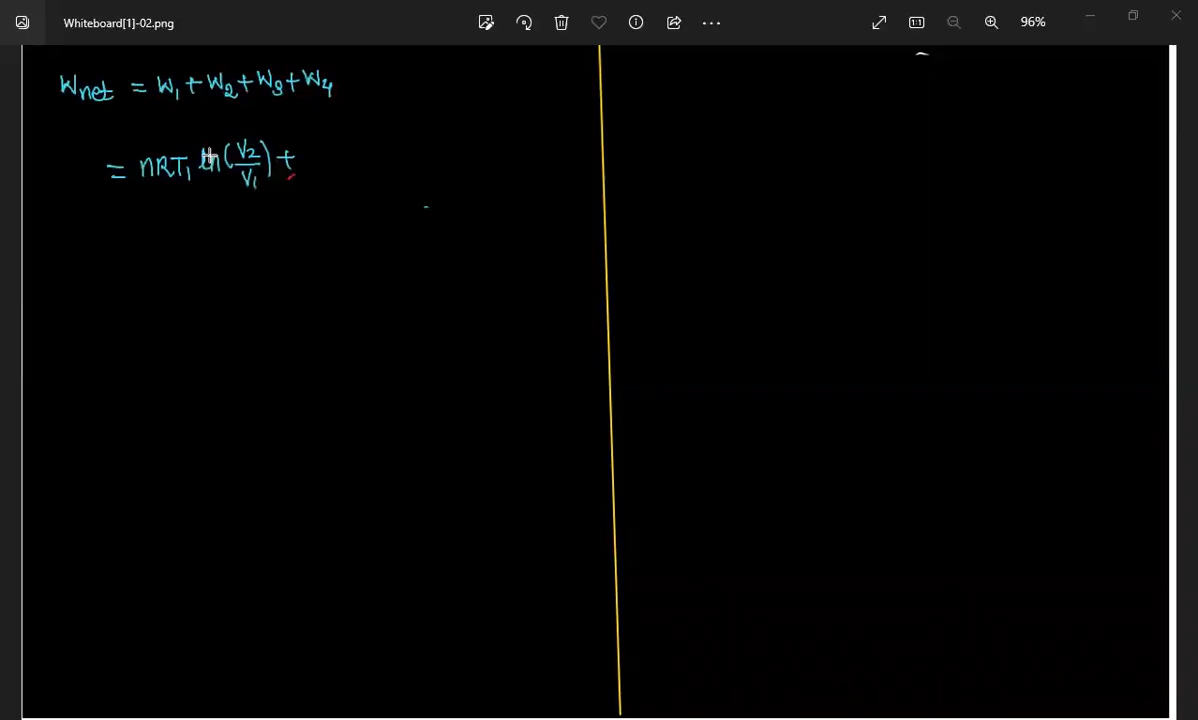 Whiteboard[1]-02.png
96%
Wnet = W₁ + W₂ + W₃ + W₄
= nRT₁ ln(V₂/V₁) +